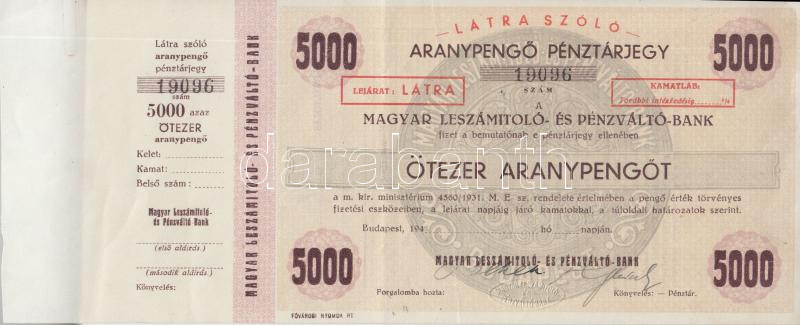 Látra szóló
aranypengő
pénztárjegy
19096
szám
5000 azaz
ÖTEZER
aranypengő
Kelet:
Kamat:
Belső szám:
Magyar Leszámítoló-
és Pénzváltó Bank
(első aláírás)
(második aláírás)
Könyvelés:
MAGYAR LESZÁMITOLÓ- ÉS PÉNZVÁLTÓ-BANK
LÁTRA SZÓLÓ
5000
5000
ARANYPENGŐ PÉNZTÁRJEGY
19096
SZÁM
LEJÁRAT: LÁTRA
KAMATLÁB:
További intézkedésig %
A
MAGYAR LESZÁMITOLÓ- ÉS PÉNZVÁLTÓ-BANK
fizet a bemutatónak e pénztárjegy ellenében
ÖTEZER ARANYPENGŐT
a m. kir. minisztérium 4560/1931. M. E. sz. rendelete értelmében a pengő érték törvényes
fizetési eszközeiben, a lejárat napjáig járó kamatokkal, a túloldali határozatok szerint.
Budapest, 194 hó napján.
MAGYAR LESZÁMITOLÓ- ÉS PÉNZVÁLTÓ-BANK
5000
5000
Forgalomba hozta:
Könyvelés: — Pénztár.
FŐVÁROSI NYOMDA RT
darabanth